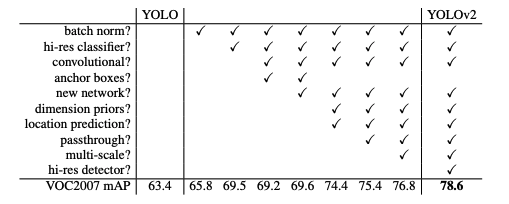 YOLO YOLOv2
batch norm? ✓ ✓ ✓ ✓ ✓ ✓ ✓ ✓
hi-res classifier? ✓ ✓ ✓ ✓ ✓ ✓ ✓
convolutional? ✓ ✓ ✓ ✓ ✓ ✓
anchor boxes? ✓ ✓
new network? ✓ ✓ ✓ ✓ ✓
dimension priors? ✓ ✓ ✓ ✓
location prediction? ✓ ✓ ✓ ✓
passthrough? ✓ ✓ ✓
multi-scale? ✓ ✓
hi-res detector? ✓
VOC2007 mAP 63.4 65.8 69.5 69.2 69.6 74.4 75.4 76.8 78.6